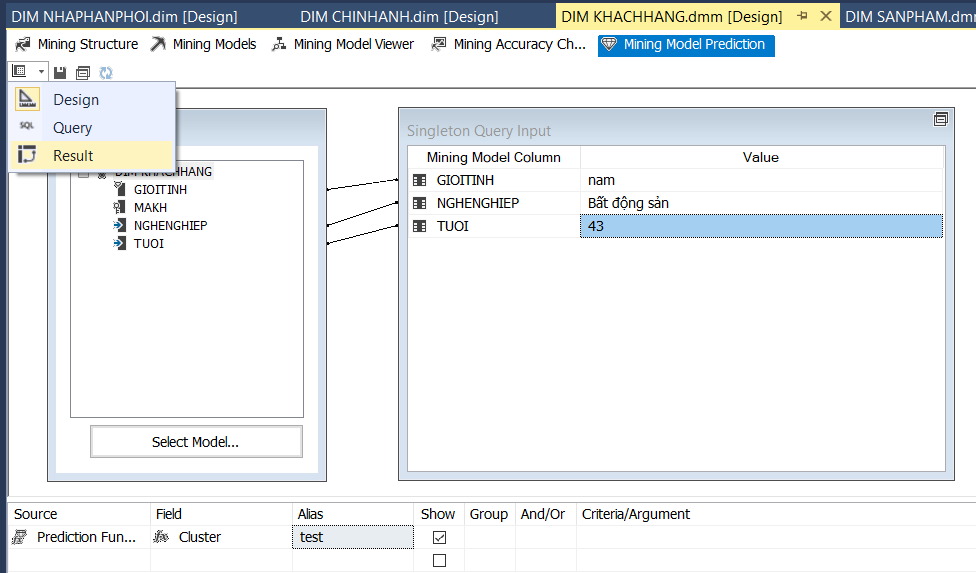 DIM NHAPHANPHOI.dim [Design] DIM CHINHANH.dim [Design] DIM KHACHHANG.dmm [Design] DIM SANPHAM.dmm
Mining Structure Mining Models Mining Model Viewer Mining Accuracy Ch... Mining Model Prediction
Design
SQL Query
Result
DIM KHACHHANG
GIOITINH
MAKH
NGHENGHIEP
TUOI
Select Model...
Singleton Query Input
Mining Model Column Value
GIOITINH nam
NGHENGHIEP Bất động sản
TUOI 43
Source Field Alias Show Group And/Or Criteria/Argument
Prediction Fun... Cluster test